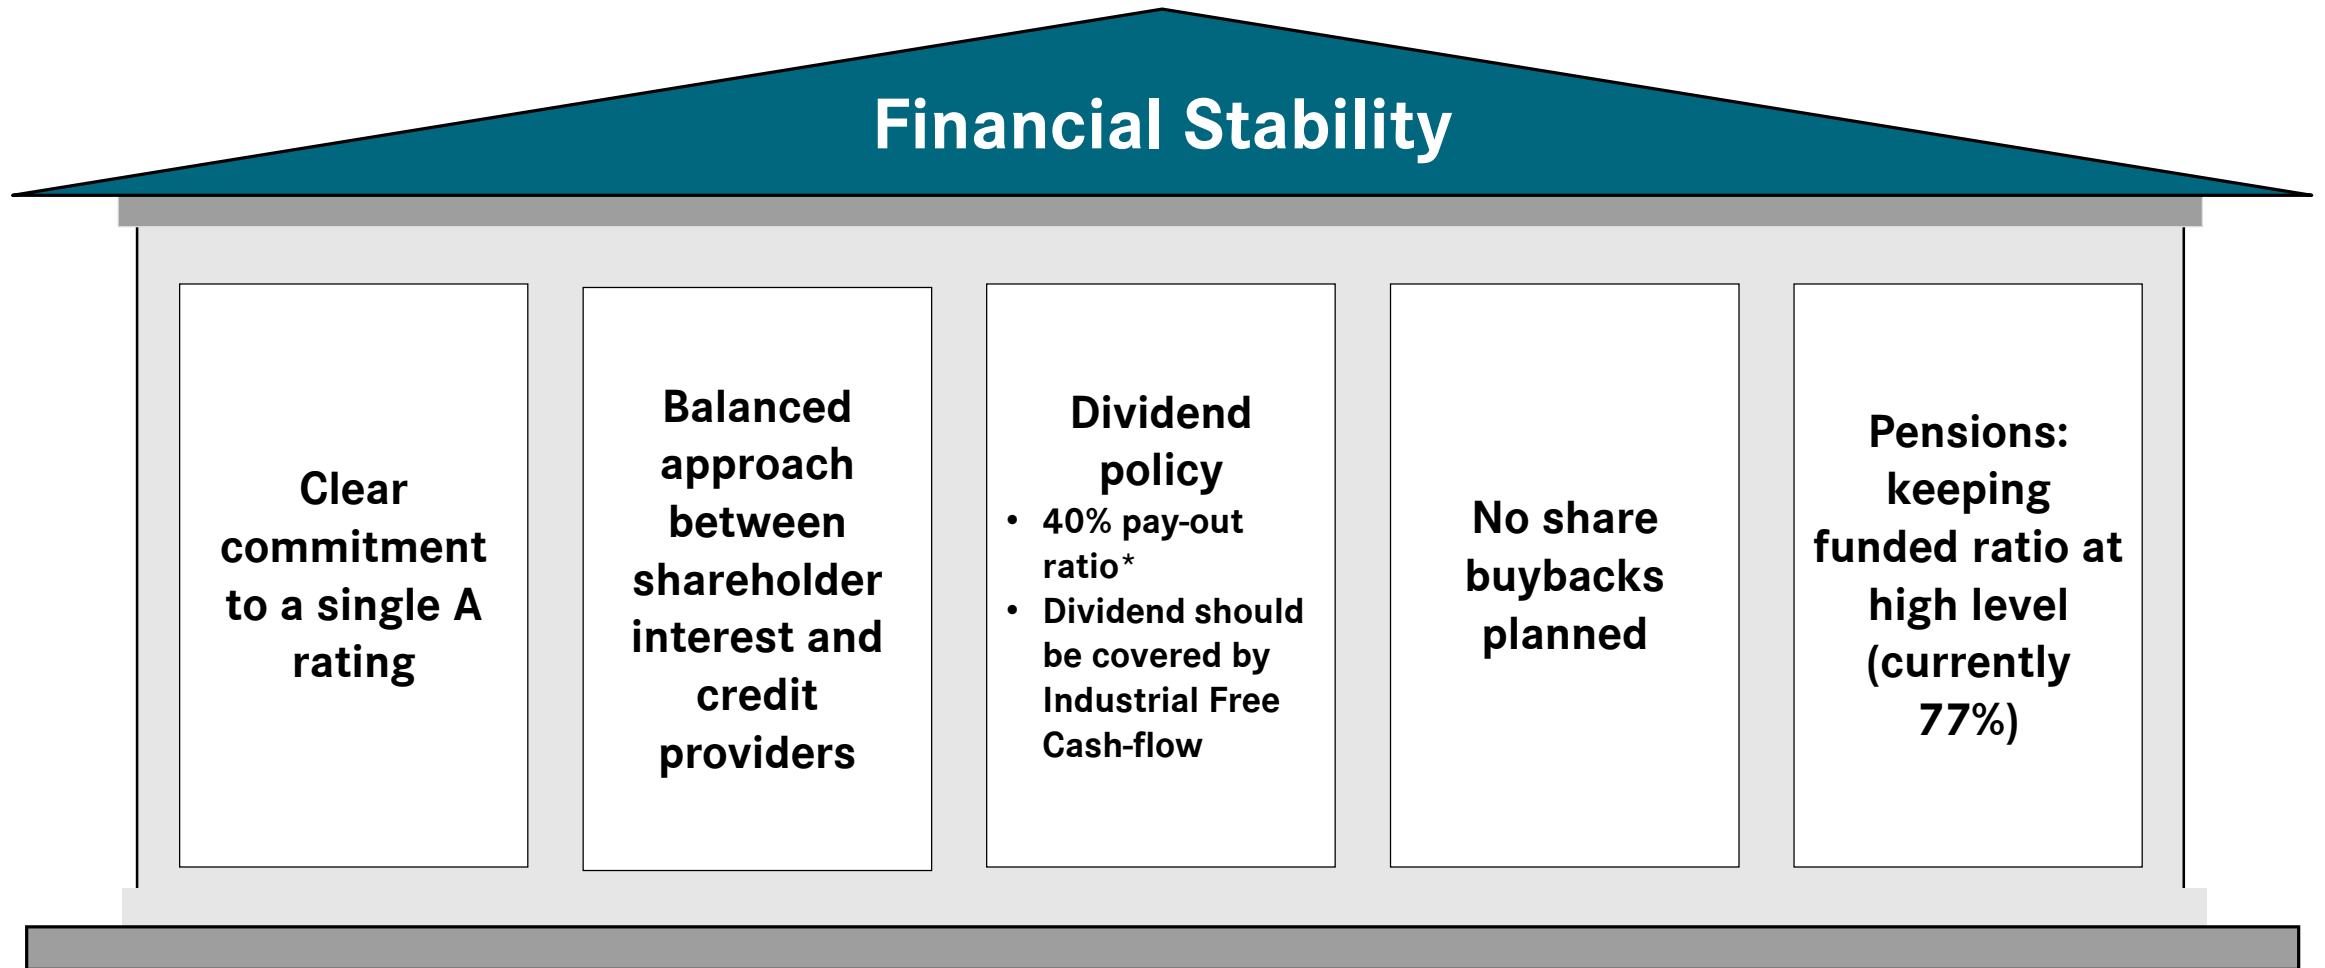 Financial Stability
Clear
commitment
to a single A
rating
Balanced
approach
between
shareholder
interest and
credit
providers
Dividend
policy
• 40% pay-out
ratio*
• Dividend should
be covered by
Industrial Free
Cash-flow
No share
buybacks
planned
Pensions:
keeping
funded ratio at
high level
(currently
77%)